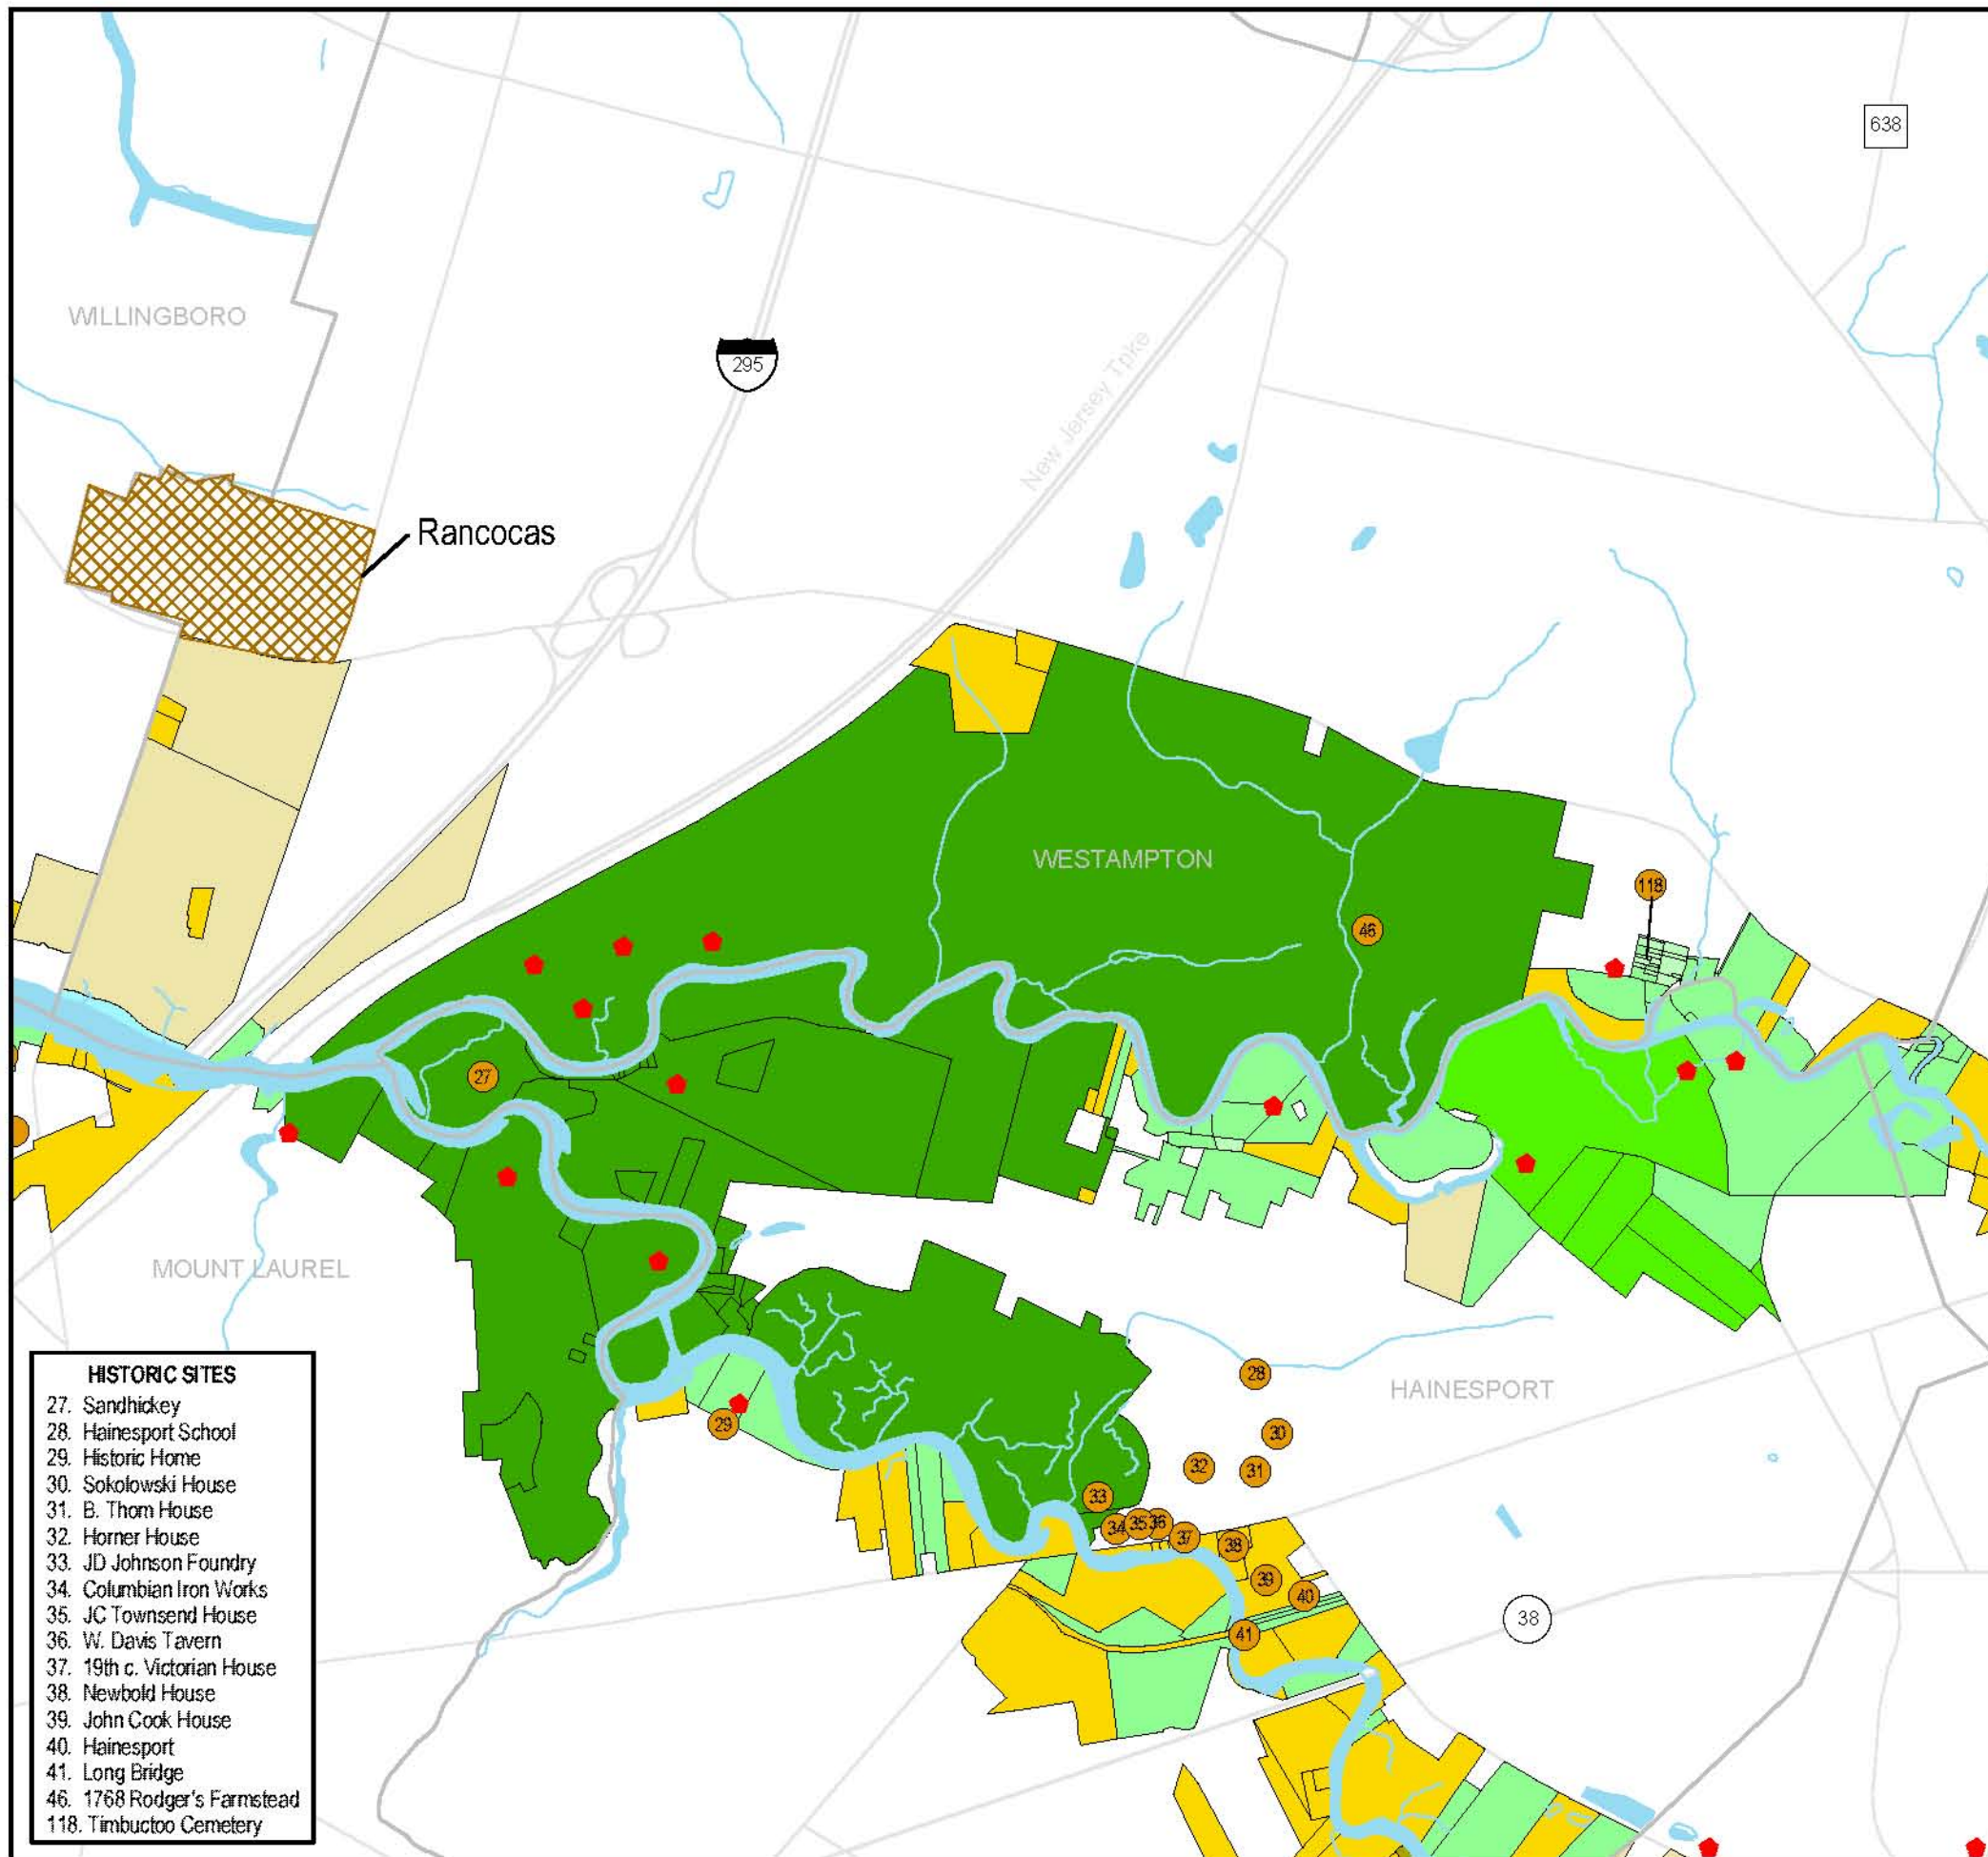 638
WILLINGBORO
295
New Jersey Tpke
Rancocas
WESTAMPTON
118
46
27
MOUNT LAUREL
28
HAINESPORT
29
30
32
31
33
34
35
36
37
38
39
40
38
41
HISTORIC SITES
27. Sandhickey
28. Hainesport School
29. Historic Home
30. Sokolowski House
31. B. Thom House
32. Horner House
33. JD Johnson Foundry
34. Columbian Iron Works
35. JC Townsend House
36. W. Davis Tavern
37. 19th c. Victorian House
38. Newbold House
39. John Cook House
40. Hainesport
41. Long Bridge
46. 1768 Rodger's Farmstead
118. Timbuctoo Cemetery